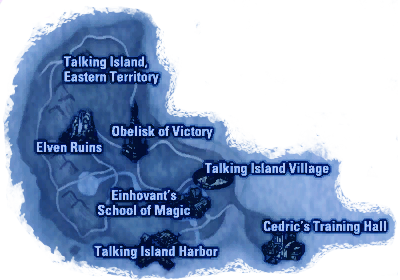 Talking Island,
Eastern Territory
Obelisk of Victory
Elven Ruins
Talking Island Village
Einhovant's
School of Magic
Cedric's Training Hall
Talking Island Harbor